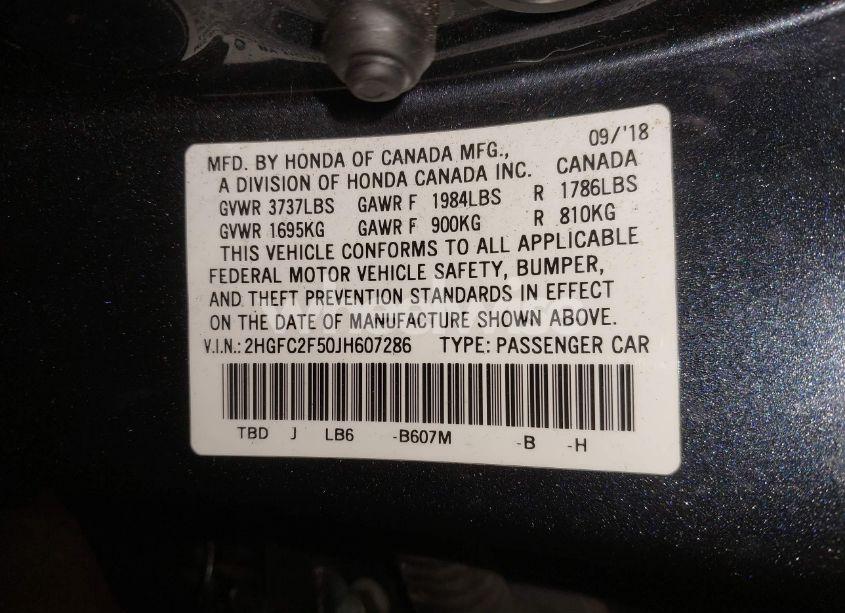 09/'18
MFD. BY HONDA OF CANADA MFG., CANADA
A DIVISION OF HONDA CANADA INC.
GVWR 3737LBS GAWR F 1984LBS R 1786LBS
GVWR 1695KG GAWR F 900KG R 810KG
THIS VEHICLE CONFORMS TO ALL APPLICABLE
FEDERAL MOTOR VEHICLE SAFETY, BUMPER,
AND THEFT PREVENTION STANDARDS IN EFFECT
ON THE DATE OF MANUFACTURE SHOWN ABOVE.
V.I.N.: 2HGFC2F50JH607286 TYPE: PASSENGER CAR
TBD J LB6 -B607M -B -H